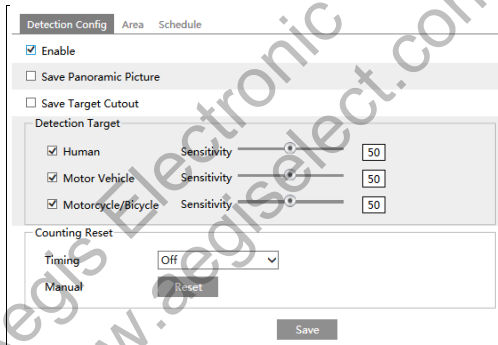 Detection Config Area Schedule
Enable
Save Panoramic Picture
Save Target Cutout
Detection Target
Human Sensitivity 50
Motor Vehicle Sensitivity 50
Motorcycle/Bicycle Sensitivity 50
Counting Reset
Timing Off
Manual Reset
Save
aegis Electronic
www.aegiselect.com